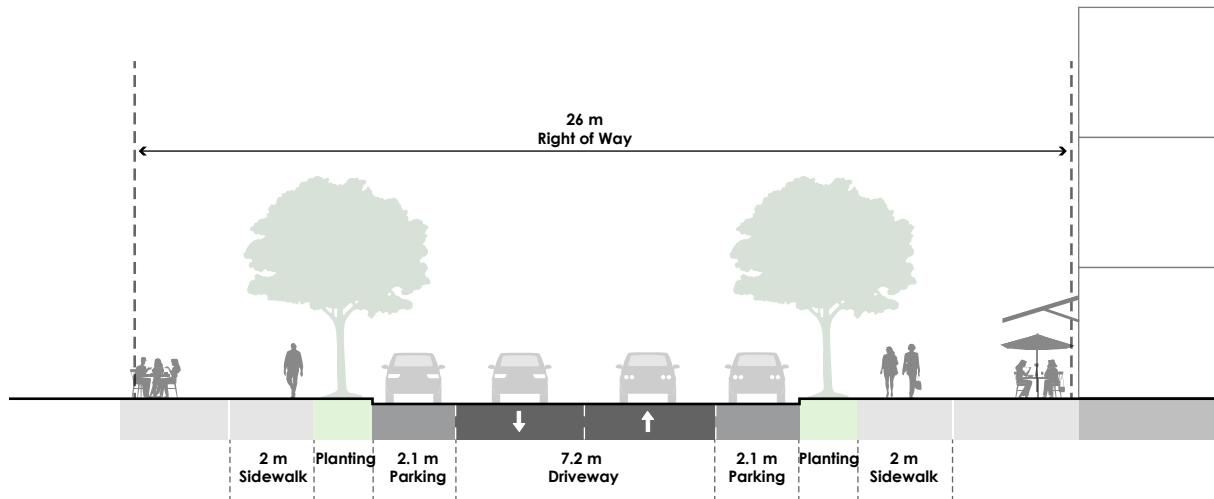 26 m
Right of Way
2 m
Sidewalk
Planting
2.1 m
Parking
7.2 m
Driveway
2.1 m
Parking
Planting
2 m
Sidewalk